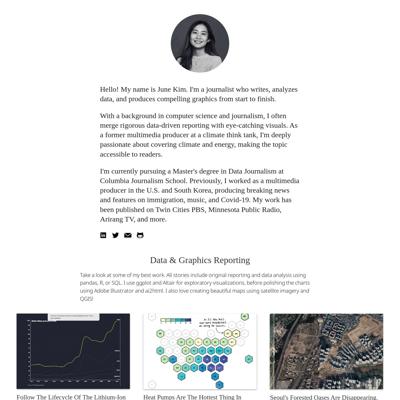 Hello! My name is June Kim. I'm a journalist who writes, analyzes
data, and produces compelling graphics from start to finish.
With a background in computer science and journalism, I often
merge rigorous data-driven reporting with eye-catching visuals. As
a former multimedia producer at a climate think tank, I'm deeply
passionate about covering climate and energy, making the topic
accessible to readers.
I'm currently pursuing a Master's degree in Data Journalism at
Columbia Journalism School. Previously, I worked as a multimedia
producer in the U.S. and South Korea, producing breaking news
and features on immigration, music, and Covid-19. My work has
been published on Twin Cities PBS, Minnesota Public Radio,
Arirang TV, and more.
Data & Graphics Reporting
Take a look at some of my best work. All stories include original reporting and data analysis using
pandas, R, or SQL. I use ggplot and Altair for exploratory visualizations, before polishing the charts
using Adobe Illustrator and ai2html. I also love creating beautiful maps using satellite imagery and
QGIS!
Follow The Lifecycle Of The Lithium-Ion
Heat Pumps Are The Hottest Thing In
Seoul's Forested Oases Are Disappearing.